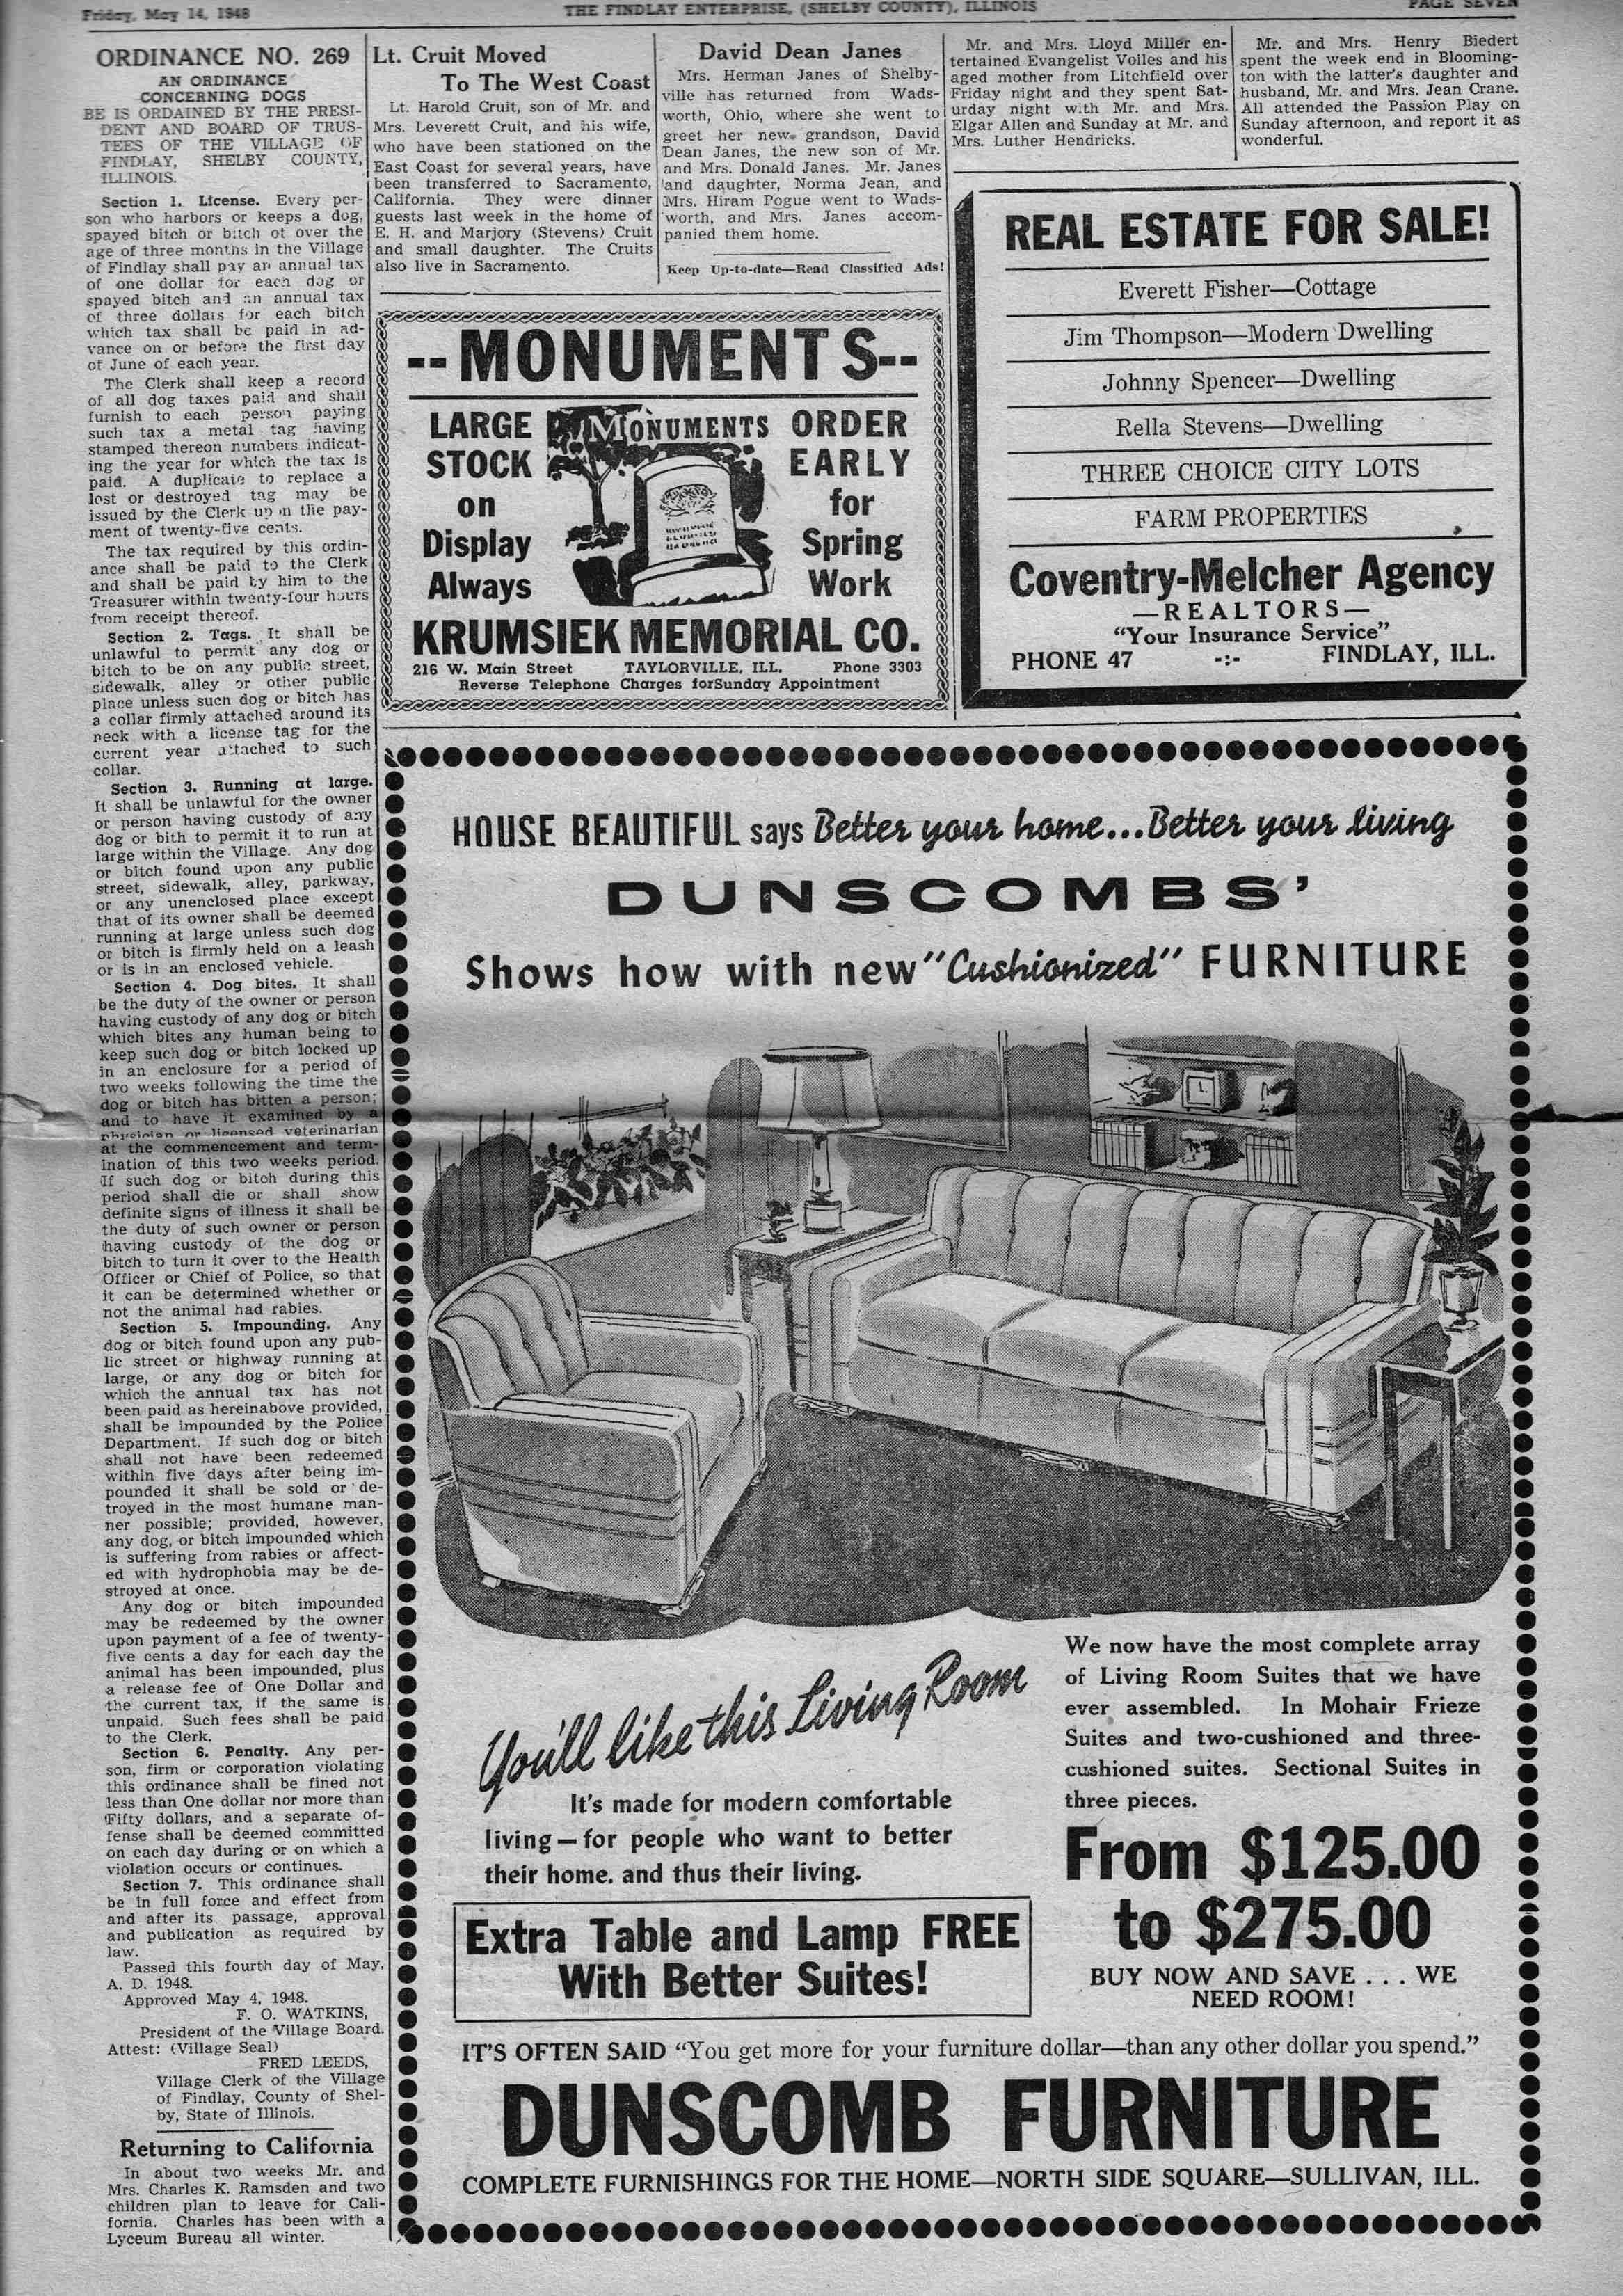 Friday, May 14, 1948
THE FINDLAY ENTERPRISE, (SHELBY COUNTY), ILLINOIS
PAGE SEVEN
ORDINANCE NO. 269
AN ORDINANCE
CONCERNING DOGS
BE IS ORDAINED BY THE PRESI-
DENT AND BOARD OF TRUS-
TEES OF THE VILLAGE OF
FINDLAY, SHELBY COUNTY,
ILLINOIS.
Section 1. License. Every per-
son who harbors or keeps a dog,
spayed bitch or bitch ot over the
age of three months in the Village
of Findlay shall pay an annual tax
of one dollar for each dog or
spayed bitch and an annual tax
of three dollars for each bitch
which tax shall be paid in ad-
vance on or before the first day
of June of each year.
The Clerk shall keep a record
of all dog taxes paid and shall
furnish to each person paying
such tax a metal tag having
stamped thereon numbers indicat-
ing the year for which the tax is
paid. A duplicate to replace a
lost or destroyed tag may be
issued by the Clerk upon the pay-
ment of twenty-five cents.
The tax required by this ordin-
ance shall be paid to the Clerk
and shall be paid by him to the
Treasurer within twenty-four hours
from receipt thereof.
Section 2. Tags. It shall be
unlawful to permit any dog or
bitch to be on any public street,
sidewalk, alley or other public
place unless such dog or bitch has
a collar firmly attached around its
neck with a license tag for the
current year attached to such
collar.
Section 3. Running at large.
It shall be unlawful for the owner
or person having custody of any
dog or bith to permit it to run at
large within the Village. Any dog
or bitch found upon any public
street, sidewalk, alley, parkway,
or any unenclosed place except
that of its owner shall be deemed
running at large unless such dog
or bitch is firmly held on a leash
or is in an enclosed vehicle.
Section 4. Dog bites. It shall
be the duty of the owner or person
having custody of any dog or bitch
which bites any human being to
keep such dog or bitch locked up
in an enclosure for a period of
two weeks following the time the
dog or bitch has bitten a person;
and to have it examined by a
physician or licensed veterinarian
at the commencement and term-
ination of this two weeks period.
If such dog or bitch during this
period shall die or shall show
definite signs of illness it shall be
the duty of such owner or person
having custody of the dog or
bitch to turn it over to the Health
Officer or Chief of Police, so that
it can be determined whether or
not the animal had rabies.
Section 5. Impounding. Any
dog or bitch found upon any pub-
lic street or highway running at
large, or any dog or bitch for
which the annual tax has not
been paid as hereinabove provided,
shall be impounded by the Police
Department. If such dog or bitch
shall not have been redeemed
within five days after being im-
pounded it shall be sold or de-
troyed in the most humane man-
ner possible; provided, however,
any dog, or bitch impounded which
is suffering from rabies or affect-
ed with hydrophobia may be de-
stroyed at once.
Any dog or bitch impounded
may be redeemed by the owner
upon payment of a fee of twenty-
five cents a day for each day the
animal has been impounded, plus
a release fee of One Dollar and
the current tax, if the same is
unpaid. Such fees shall be paid
to the Clerk.
Section 6. Penalty. Any per-
son, firm or corporation violating
this ordinance shall be fined not
less than One dollar nor more than
Fifty dollars, and a separate of-
fense shall be deemed committed
on each day during or on which a
violation occurs or continues.
Section 7. This ordinance shall
be in full force and effect from
and after its passage, approval
and publication as required by
law.
Passed this fourth day of May,
A. D. 1948.
Approved May 4, 1948.
F. O. WATKINS,
President of the Village Board.
Attest: (Village Seal)
FRED LEEDS,
Village Clerk of the Village
of Findlay, County of Shel-
by, State of Illinois.
Returning to California
In about two weeks Mr. and
Mrs. Charles K. Ramsden and two
children plan to leave for Cali-
fornia. Charles has been with a
Lyceum Bureau all winter.
Lt. Cruit Moved
To The West Coast
Lt. Harold Cruit, son of Mr. and
Mrs. Leverett Cruit, and his wife,
who have been stationed on the
East Coast for several years, have
been transferred to Sacramento,
California. They were dinner
guests last week in the home of
E. H. and Marjory (Stevens) Cruit
and small daughter. The Cruits
also live in Sacramento.
David Dean Janes
Mrs. Herman Janes of Shelby-
ville has returned from Wads-
worth, Ohio, where she went to
greet her new grandson, David
Dean Janes, the new son of Mr.
and Mrs. Donald Janes. Mr. Janes
and daughter, Norma Jean, and
Mrs. Hiram Pogue went to Wads-
worth, and Mrs. Janes accom-
panied them home.
Keep Up-to-date—Read Classified Ads!
Mr. and Mrs. Lloyd Miller en-
tertained Evangelist Voiles and his
aged mother from Litchfield over
Friday night and they spent Sat-
urday night with Mr. and Mrs.
Elgar Allen and Sunday at Mr. and
Mrs. Luther Hendricks.
Mr. and Mrs. Henry Biedert
spent the week end in Blooming-
ton with the latter's daughter and
husband, Mr. and Mrs. Jean Crane.
All attended the Passion Play on
Sunday afternoon, and report it as
wonderful.
--MONUMENTS--
LARGE
STOCK
on
Display
Always
MONUMENTS
ORDER
EARLY
for
Spring
Work
KRUMSIEK MEMORIAL CO.
216 W. Main Street TAYLORVILLE, ILL. Phone 3303
Reverse Telephone Charges forSunday Appointment
REAL ESTATE FOR SALE!
Everett Fisher—Cottage
Jim Thompson—Modern Dwelling
Johnny Spencer—Dwelling
Rella Stevens—Dwelling
THREE CHOICE CITY LOTS
FARM PROPERTIES
Coventry-Melcher Agency
—REALTORS—
"Your Insurance Service"
PHONE 47 -:- FINDLAY, ILL.
HOUSE BEAUTIFUL says Better your home...Better your living
DUNSCOMBS'
Shows how with new "Cushionized" FURNITURE
You'll like this Living Room
It's made for modern comfortable
living—for people who want to better
their home. and thus their living.
Extra Table and Lamp FREE
With Better Suites!
We now have the most complete array
of Living Room Suites that we have
ever assembled. In Mohair Frieze
Suites and two-cushioned and three-
cushioned suites. Sectional Suites in
three pieces.
From $125.00
to $275.00
BUY NOW AND SAVE . . . WE
NEED ROOM!
IT'S OFTEN SAID "You get more for your furniture dollar—than any other dollar you spend."
DUNSCOMB FURNITURE
COMPLETE FURNISHINGS FOR THE HOME—NORTH SIDE SQUARE—SULLIVAN, ILL.